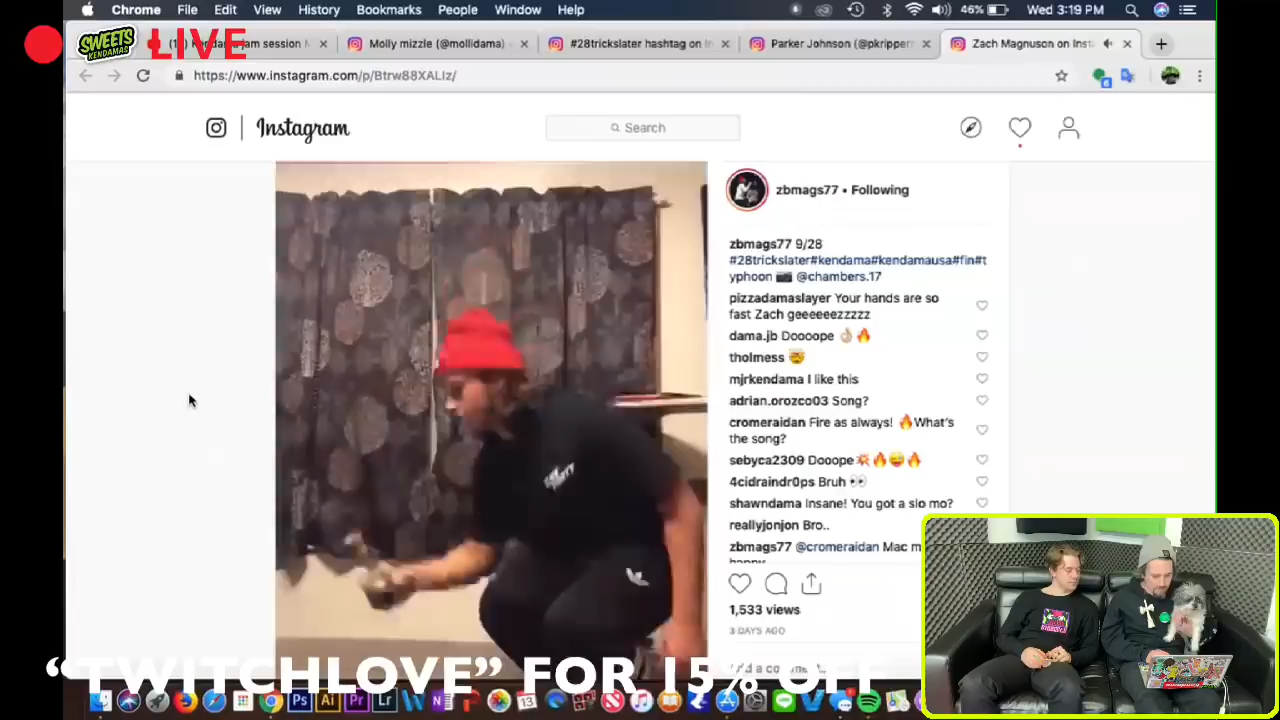 Chrome File Edit View History Bookmarks People Window Help 46% Wed 3:19 PM
SWEETS KENDAMAS LIVE
Kendama jam session Molly mizzle (@mollidama) #28trickslater hashtag on Parker Johnson (@pkripper Zach Magnuson on Inst
https://www.instagram.com/p/Btrw88XALlz/
Instagram Search
zbmags77 • Following
zbmags77 9/28
#28trickslater#kendama#kendamausa#fin#t
yphoon 📷 @chambers.17
pizzadamaslayer Your hands are so
fast Zach geeeeeezzzzz
dama.jb Doooope 👌🏻🔥
tholmess 🤯
mjrkendama I like this
adrian.orozco03 Song?
cromeraidan Fire as always! 🔥What's
the song?
sebyca2309 Dooope💥🔥😅🔥
4cidraindr0ps Bruh 👀
shawndama Insane! You got a slo mo?
reallyjonjon Bro..
zbmags77 @cromeraidan Mac m
happy
1,533 views
3 DAYS AGO
“TWITCHLOVE” FOR 15% OFF